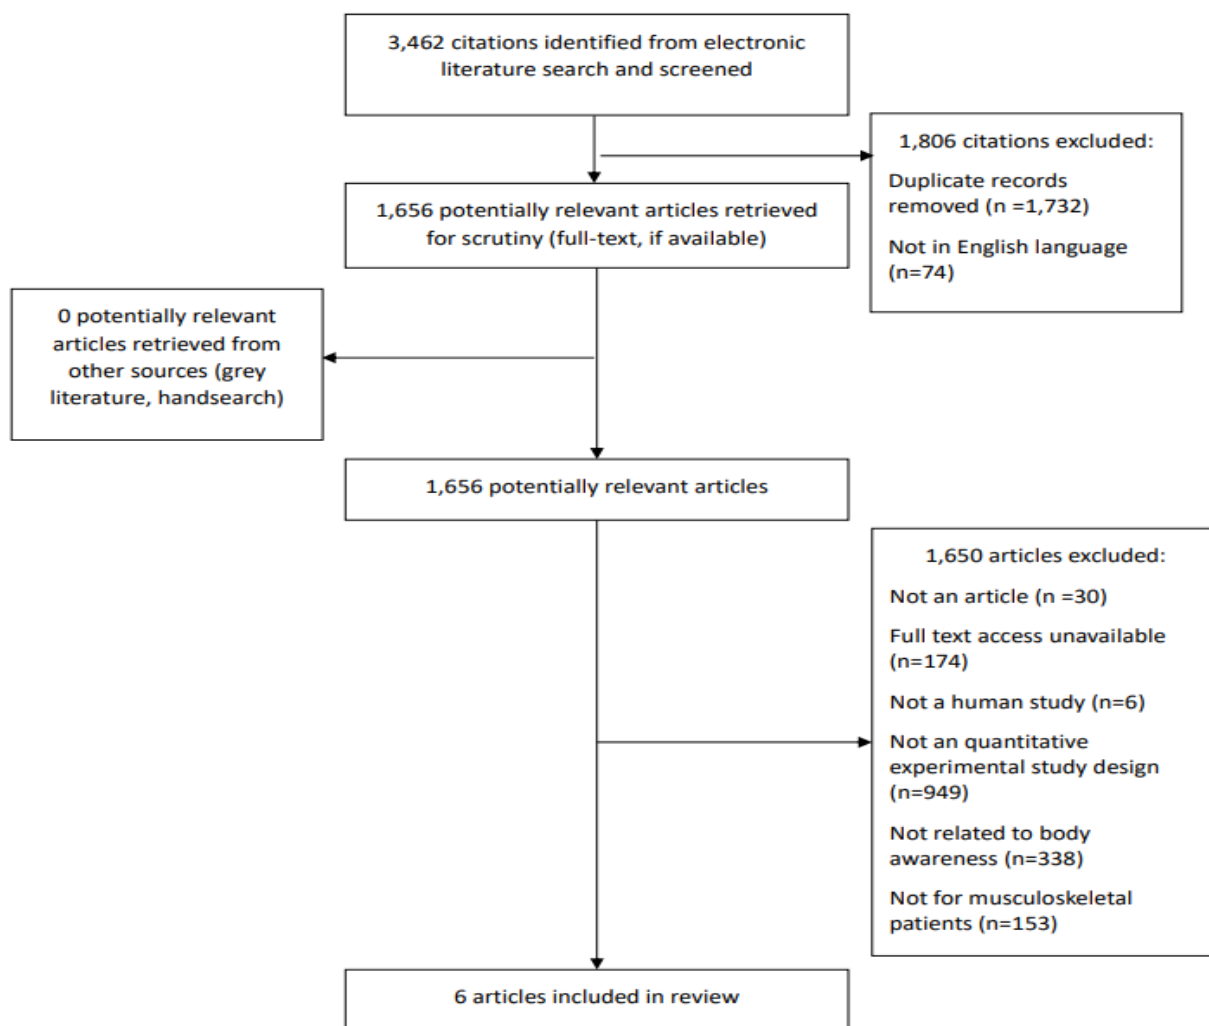 3,462 citations identified from electronic
literature search and screened
1,806 citations excluded:
Duplicate records
removed (n =1,732)
Not in English language
(n=74)
1,656 potentially relevant articles retrieved
for scrutiny (full-text, if available)
0 potentially relevant
articles retrieved from
other sources (grey
literature, handsearch)
1,656 potentially relevant articles
1,650 articles excluded:
Not an article (n =30)
Full text access unavailable
(n=174)
Not a human study (n=6)
Not an quantitative
experimental study design
(n=949)
Not related to body
awareness (n=338)
Not for musculoskeletal
patients (n=153)
6 articles included in review